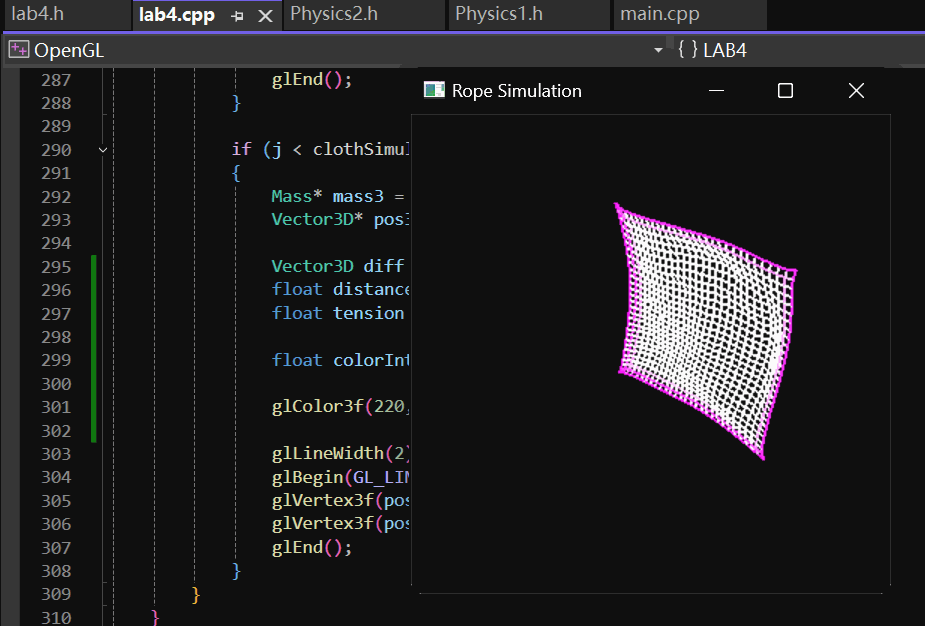 lab4.h lab4.cpp Physics2.h Physics1.h main.cpp
OpenGL { } LAB4
Rope Simulation
287 glEnd();
288 }
289
290 if (j < clothSimul
291 {
292 Mass* mass3 =
293 Vector3D* pos3
294
295 Vector3D diff
296 float distance
297 float tension
298
299 float colorInt
300
301 glColor3f(220,
302
303 glLineWidth(2)
304 glBegin(GL_LIN
305 glVertex3f(pos
306 glVertex3f(pos
307 glEnd();
308 }
309 }
310 }